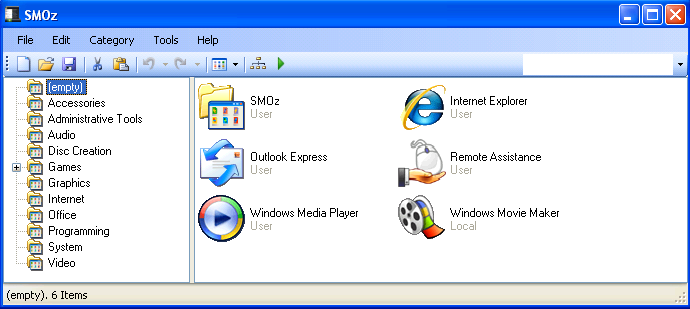 SMOz
File Edit Category Tools Help
(empty)
Accessories
Administrative Tools
Audio
Disc Creation
Games
Graphics
Internet
Office
Programming
System
Video
SMOz
User
Internet Explorer
User
Outlook Express
User
Remote Assistance
User
Windows Media Player
User
Windows Movie Maker
Local
(empty). 6 Items